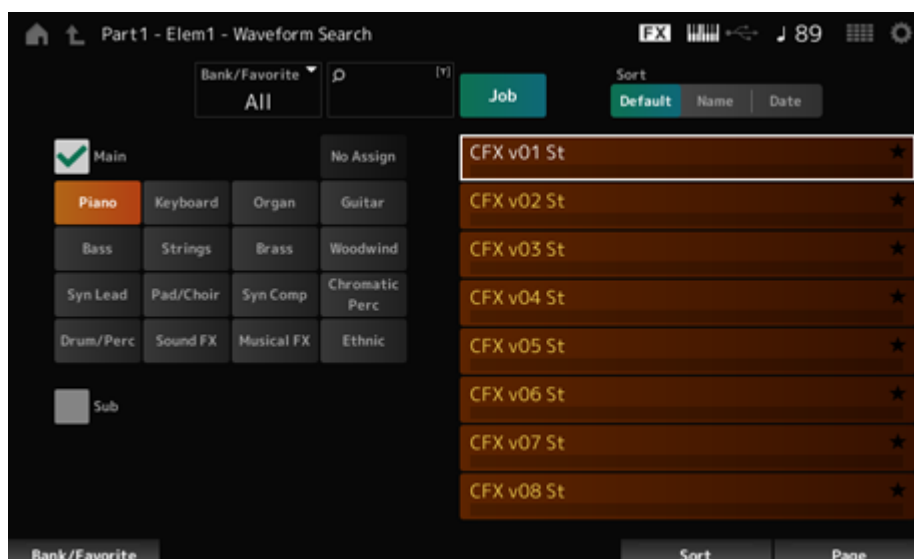 Part1 - Elem1 - Waveform Search
FX
♩ 89
Bank/Favorite
All
[T]
Job
Sort
Default Name Date
Main
No Assign
Piano Keyboard Organ Guitar
Bass Strings Brass Woodwind
Syn Lead Pad/Choir Syn Comp Chromatic Perc
Drum/Perc Sound FX Musical FX Ethnic
Sub
CFX v01 St
CFX v02 St
CFX v03 St
CFX v04 St
CFX v05 St
CFX v06 St
CFX v07 St
CFX v08 St
Bank/Favorite
Sort
Page